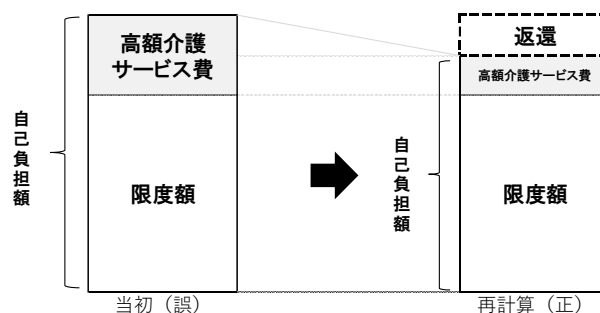 高額介護
サービス費
自己負担額
限度額
当初（誤）
返還
高額介護サービス費
自己負担額
限度額
再計算（正）